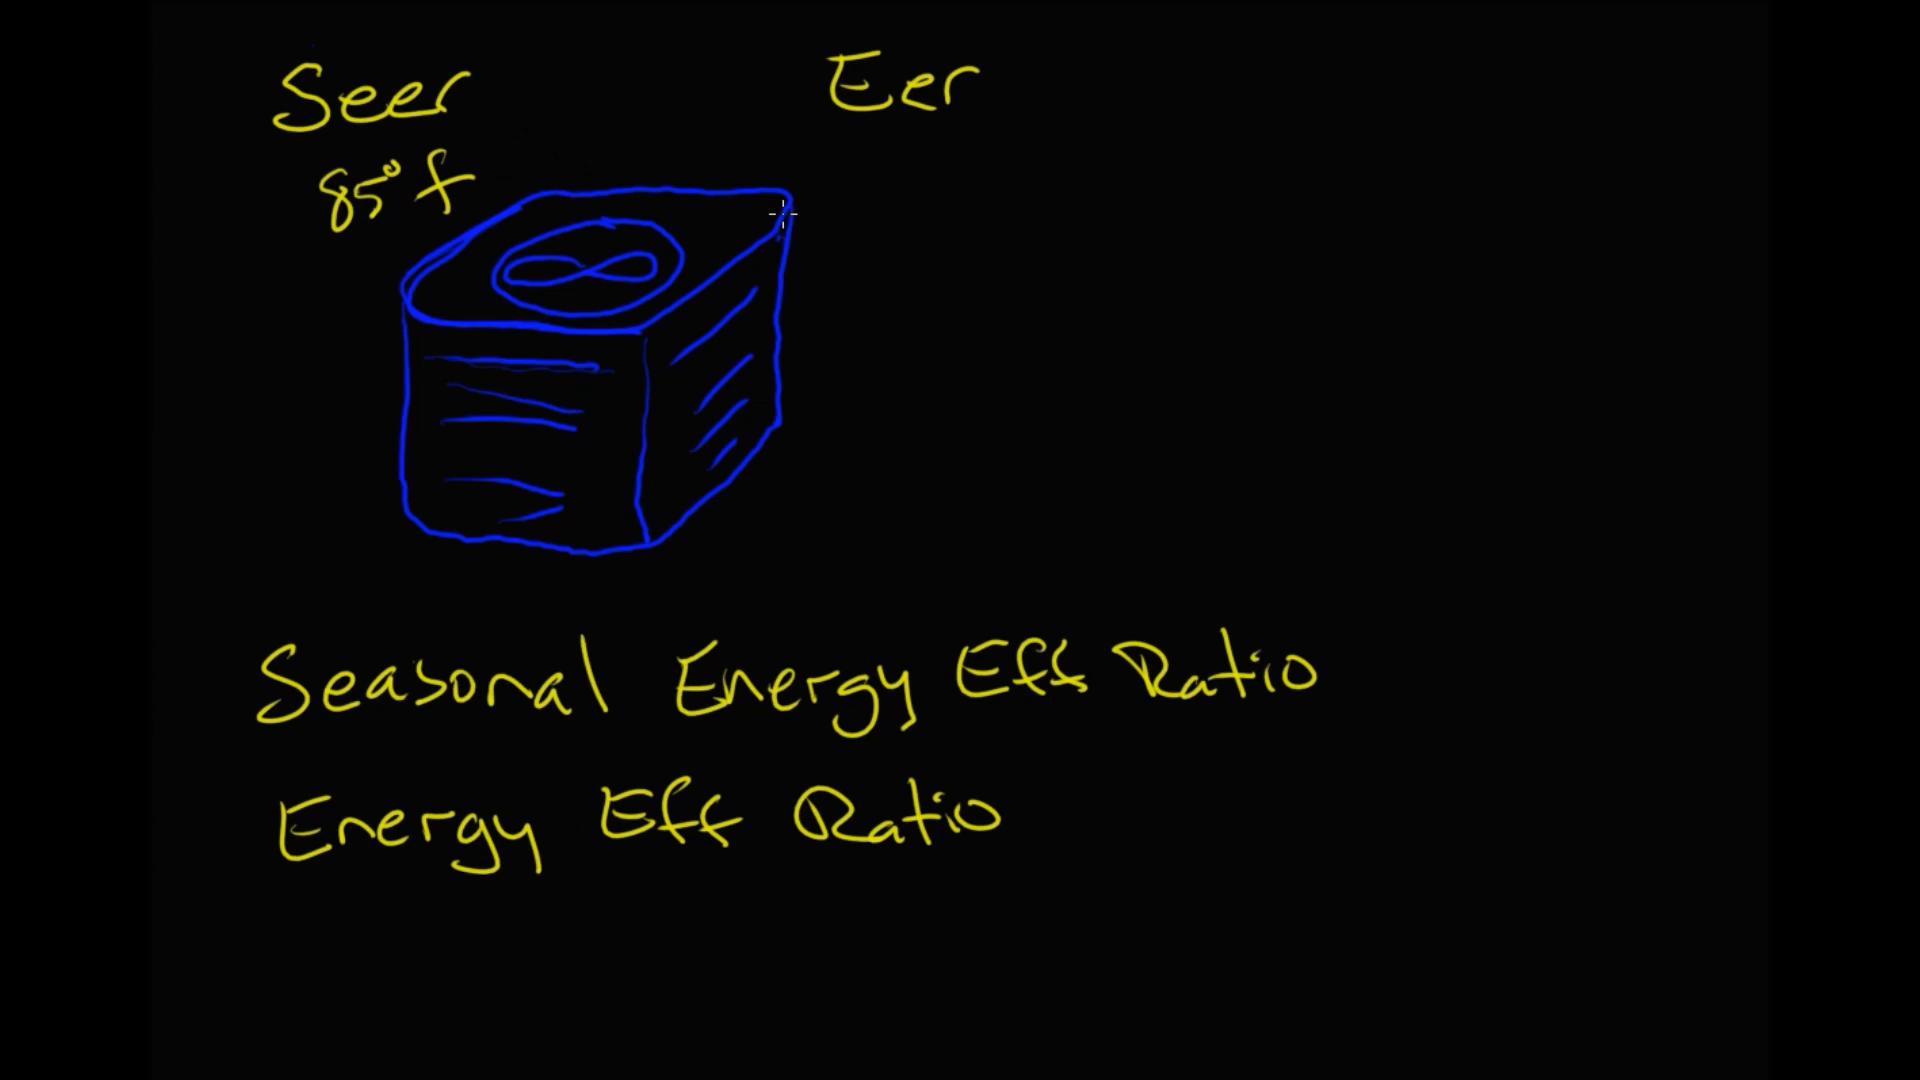 Seer Eer
85° f
Seasonal Energy Eff Ratio
Energy Eff Ratio